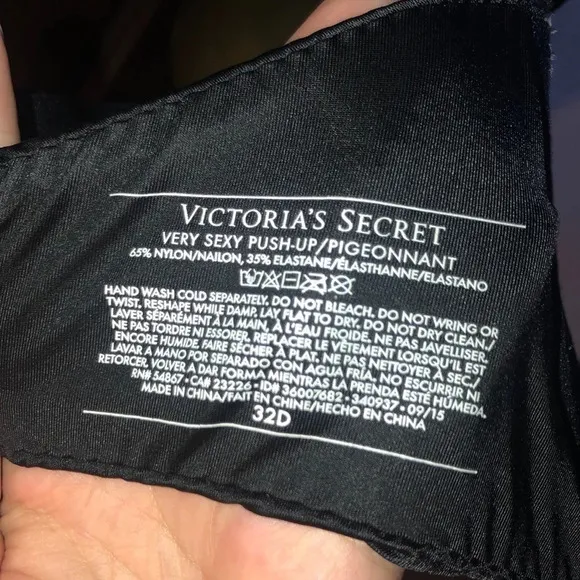 VICTORIA'S SECRET
VERY SEXY PUSH-UP/PIGEONNANT
65% NYLON/NAILON, 35% ELASTANE/ÉLASTHANNE/ELASTANO
HAND WASH COLD SEPARATELY. DO NOT BLEACH. DO NOT WRING OR
TWIST. RESHAPE WHILE DAMP. LAY FLAT TO DRY. DO NOT DRY CLEAN./
LAVER SÉPARÉMENT À LA MAIN, À L'EAU FROIDE. NE PAS JAVELLISER.
NE PAS TORDRE NI ESSORER. REPLACER LE VÊTEMENT LORSQU'IL EST
ENCORE HUMIDE. FAIRE SÉCHER À PLAT. NE PAS NETTOYER À SEC/
LAVAR A MANO POR SEPARADO CON AGUA FRÍA. NO ESCURRIR NI
RETORCER. VOLVER A DAR FORMA MIENTRAS LA PRENDA ESTÉ HÚMEDA.
RN# 54867 • CA# 23226 • ID# 36007682 • 340937 • 09/15
MADE IN CHINA/FAIT EN CHINE/HECHO EN CHINA
32D